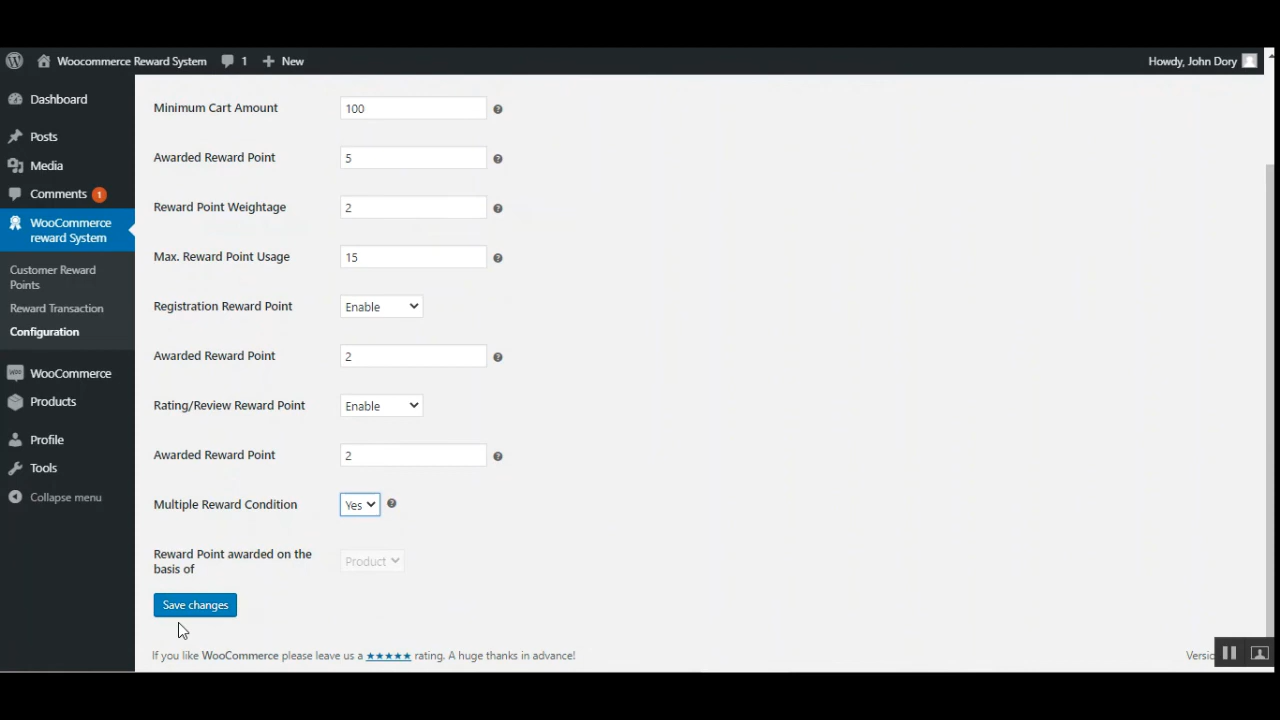 Woocommerce Reward System 1 New Howdy, John Dory
Dashboard
Posts
Media
Comments 1
WooCommerce
reward System
Customer Reward
Points
Reward Transaction
Configuration
WooCommerce
Products
Profile
Tools
Collapse menu
Minimum Cart Amount 100
Awarded Reward Point 5
Reward Point Weightage 2
Max. Reward Point Usage 15
Registration Reward Point Enable
Awarded Reward Point 2
Rating/Review Reward Point Enable
Awarded Reward Point 2
Multiple Reward Condition Yes
Reward Point awarded on the
basis of Product
Save changes
If you like WooCommerce please leave us a ★★★★★ rating. A huge thanks in advance!